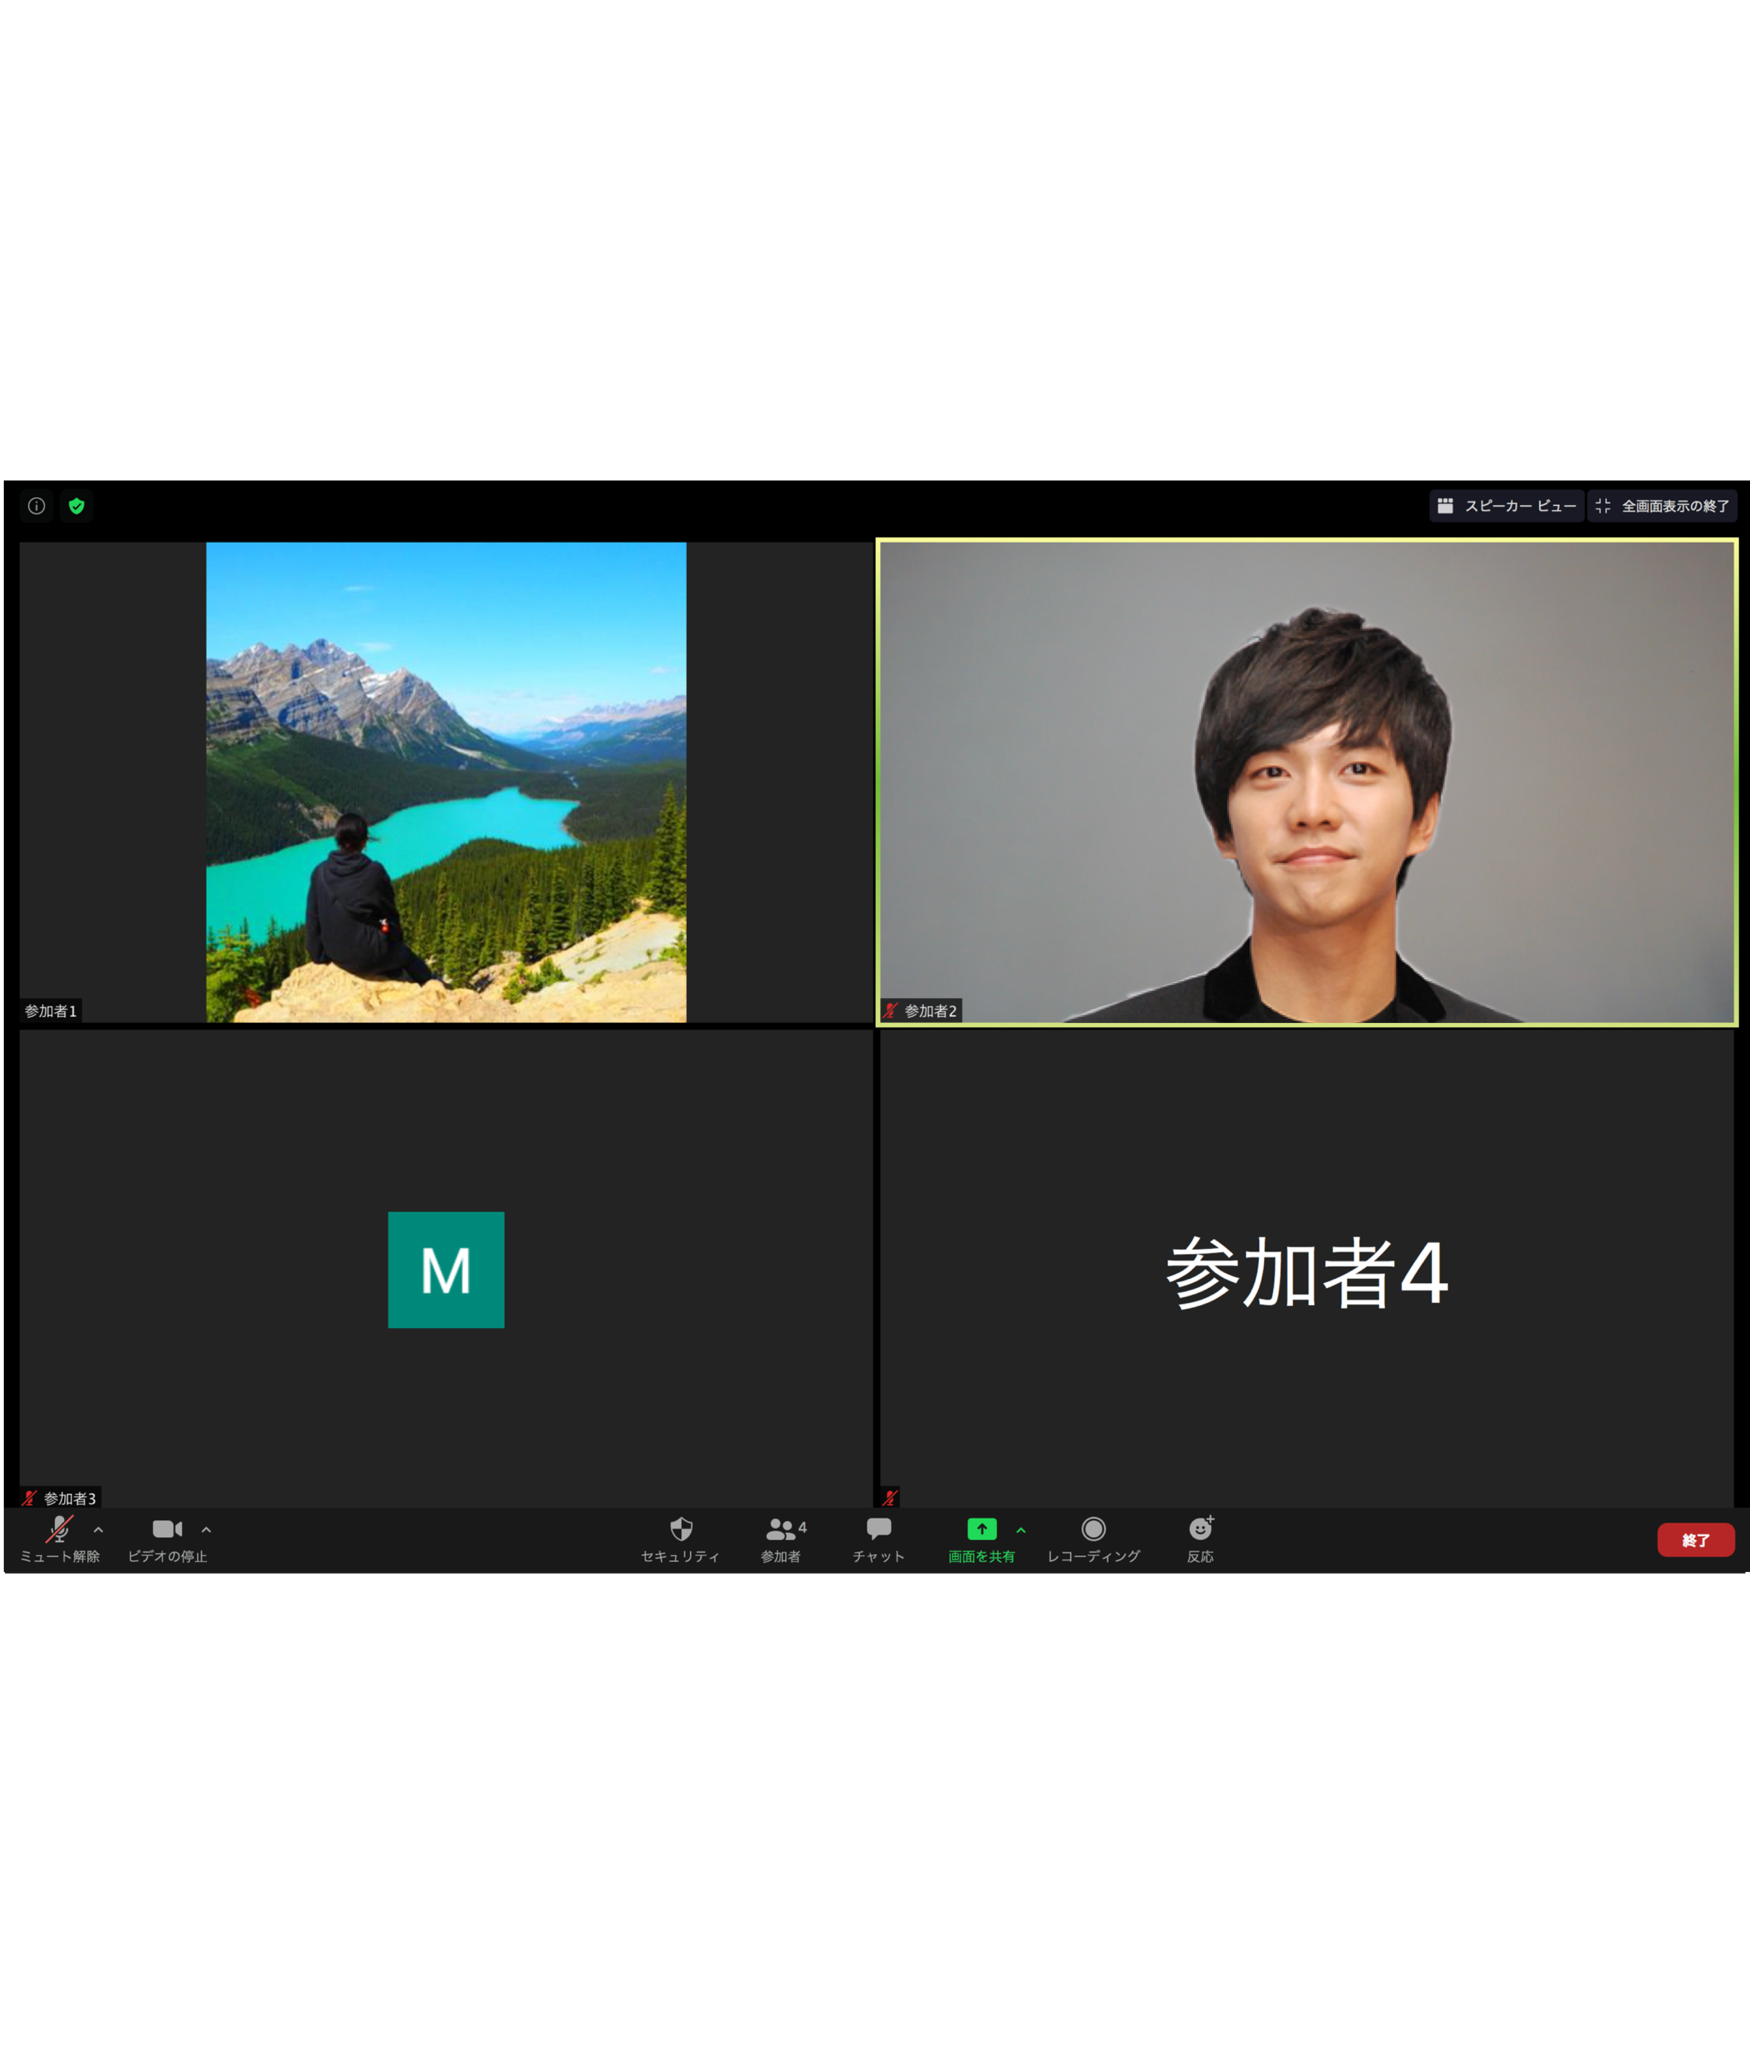 スピーカー ビュー
全画面表示の終了
参加者1
参加者2
M
参加者4
参加者3
ミュート解除
ビデオの停止
セキュリティ
4
参加者
チャット
画面を共有
レコーディング
反応
終了